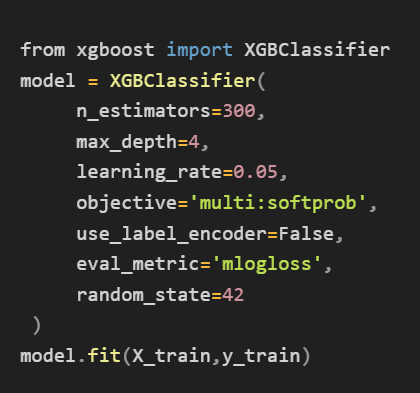 from xgboost import XGBClassifier
model = XGBClassifier(
     n_estimators=300,
     max_depth=4,
     learning_rate=0.05,
     objective='multi:softprob',
     use_label_encoder=False,
     eval_metric='mlogloss',
     random_state=42
 )
model.fit(X_train,y_train)